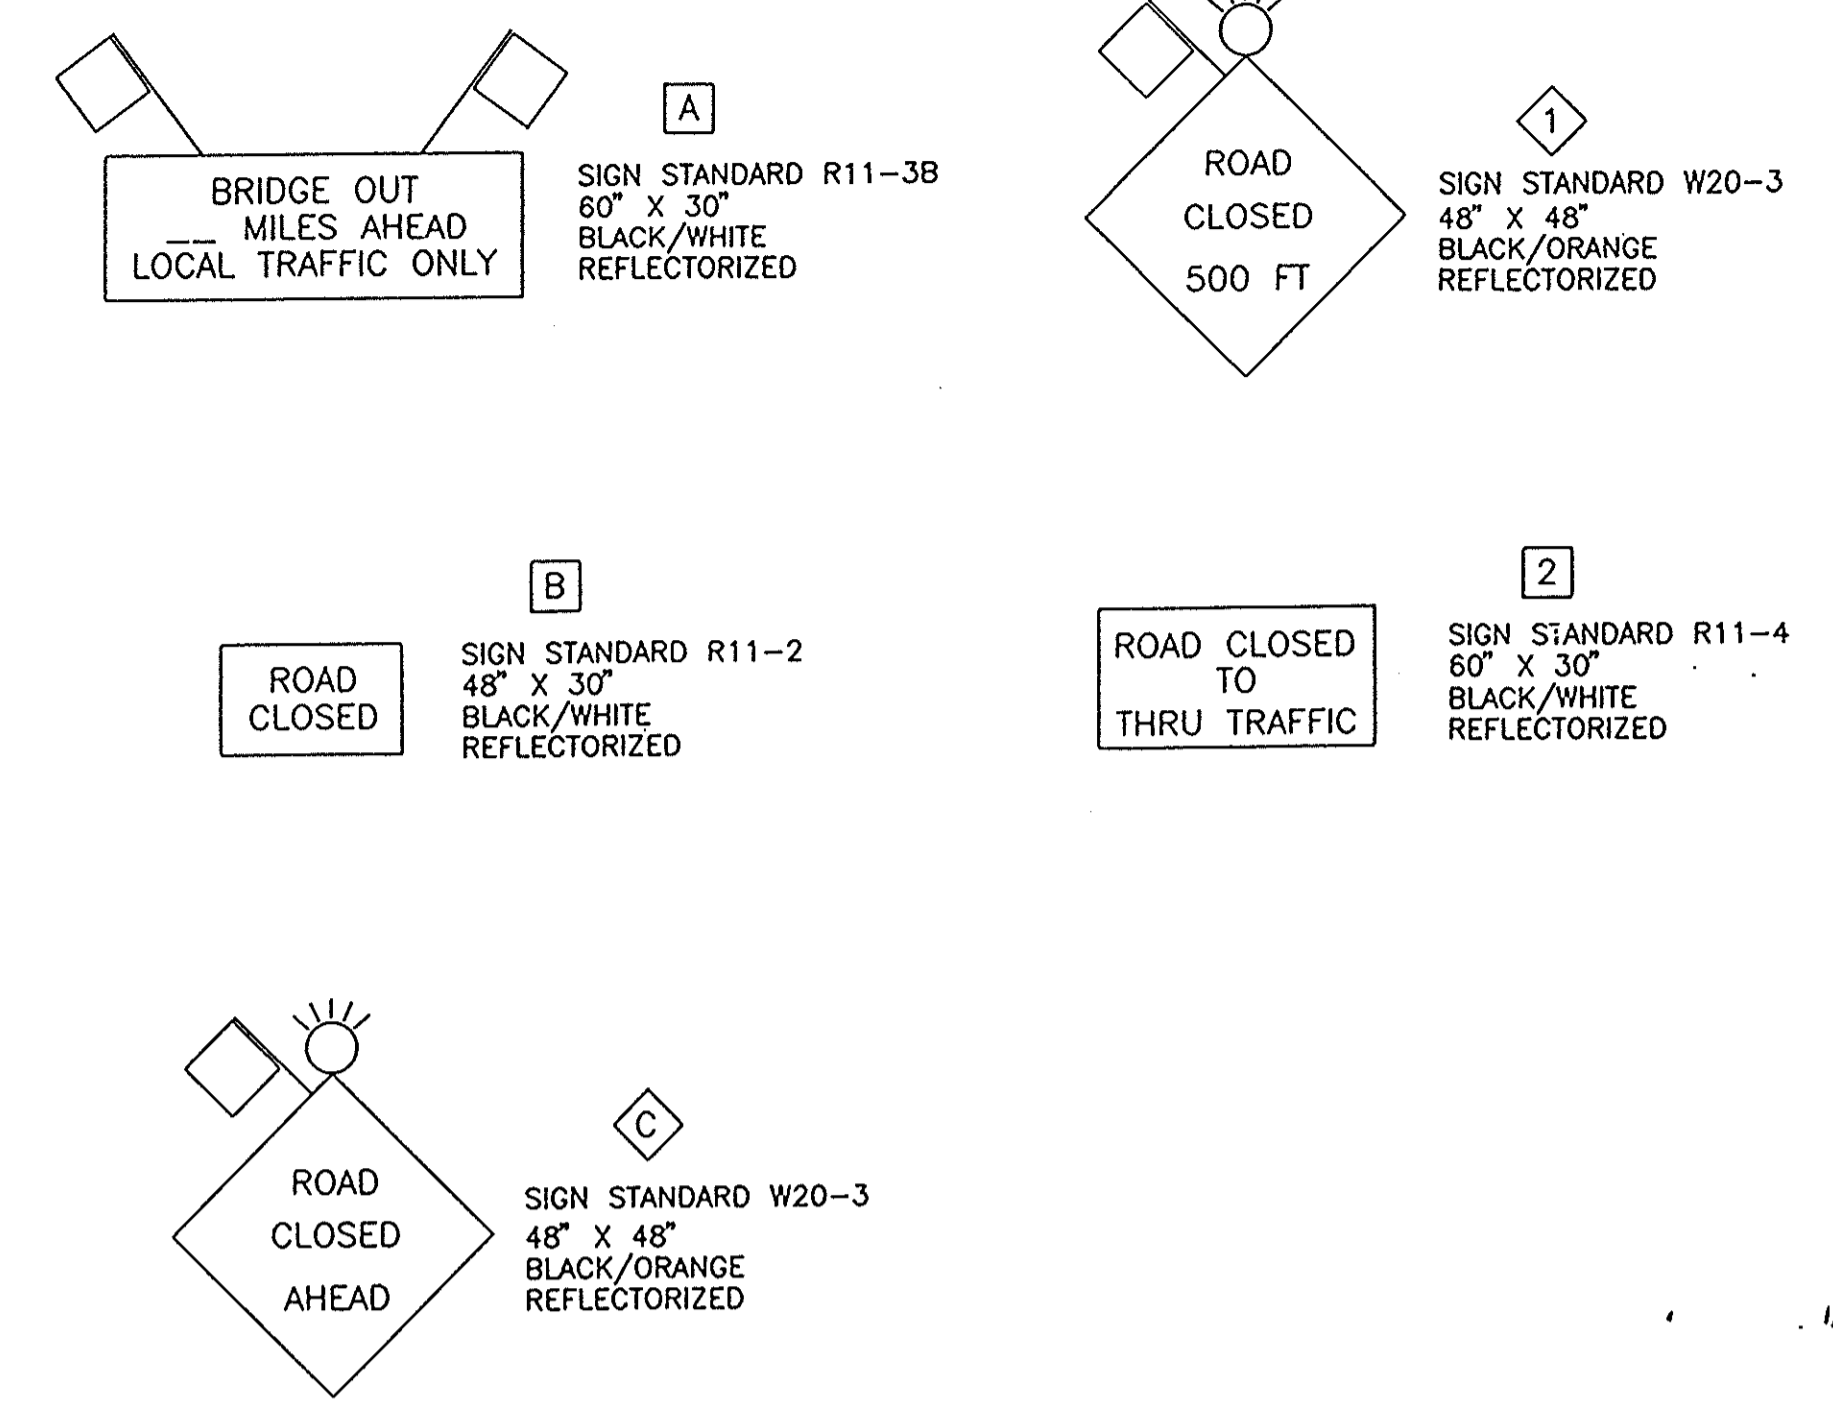 BRIDGE OUT
__ MILES AHEAD
LOCAL TRAFFIC ONLY
A
SIGN STANDARD R11-3B
60" X 30"
BLACK/WHITE
REFLECTORIZED
ROAD
CLOSED
500 FT
1
SIGN STANDARD W20-3
48" X 48"
BLACK/ORANGE
REFLECTORIZED
ROAD
CLOSED
B
SIGN STANDARD R11-2
48" X 30"
BLACK/WHITE
REFLECTORIZED
ROAD CLOSED
TO
THRU TRAFFIC
2
SIGN STANDARD R11-4
60" X 30"
BLACK/WHITE
REFLECTORIZED
ROAD
CLOSED
AHEAD
C
SIGN STANDARD W20-3
48" X 48"
BLACK/ORANGE
REFLECTORIZED